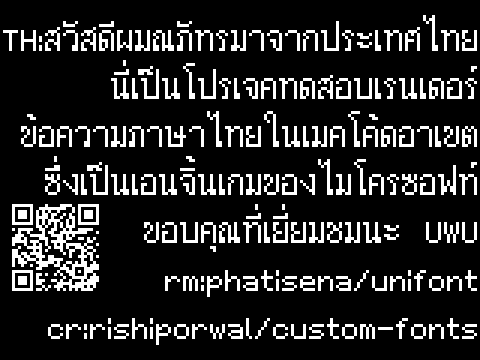 TH:สวัสดีผมณภัทรมาจากประเทศไทย
นี่เป็นโปรเจคทดสอบเรนเดอร์
ข้อความภาษาไทยในเมคโค้ดอาเขต
ซึ่งเป็นเอนจิ้นเกมของไมโครซอฟท์
ขอบคุณที่เยี่ยมชมนะ UWU
rm:phatisena/unifont
cr:rishiporwal/custom-fonts